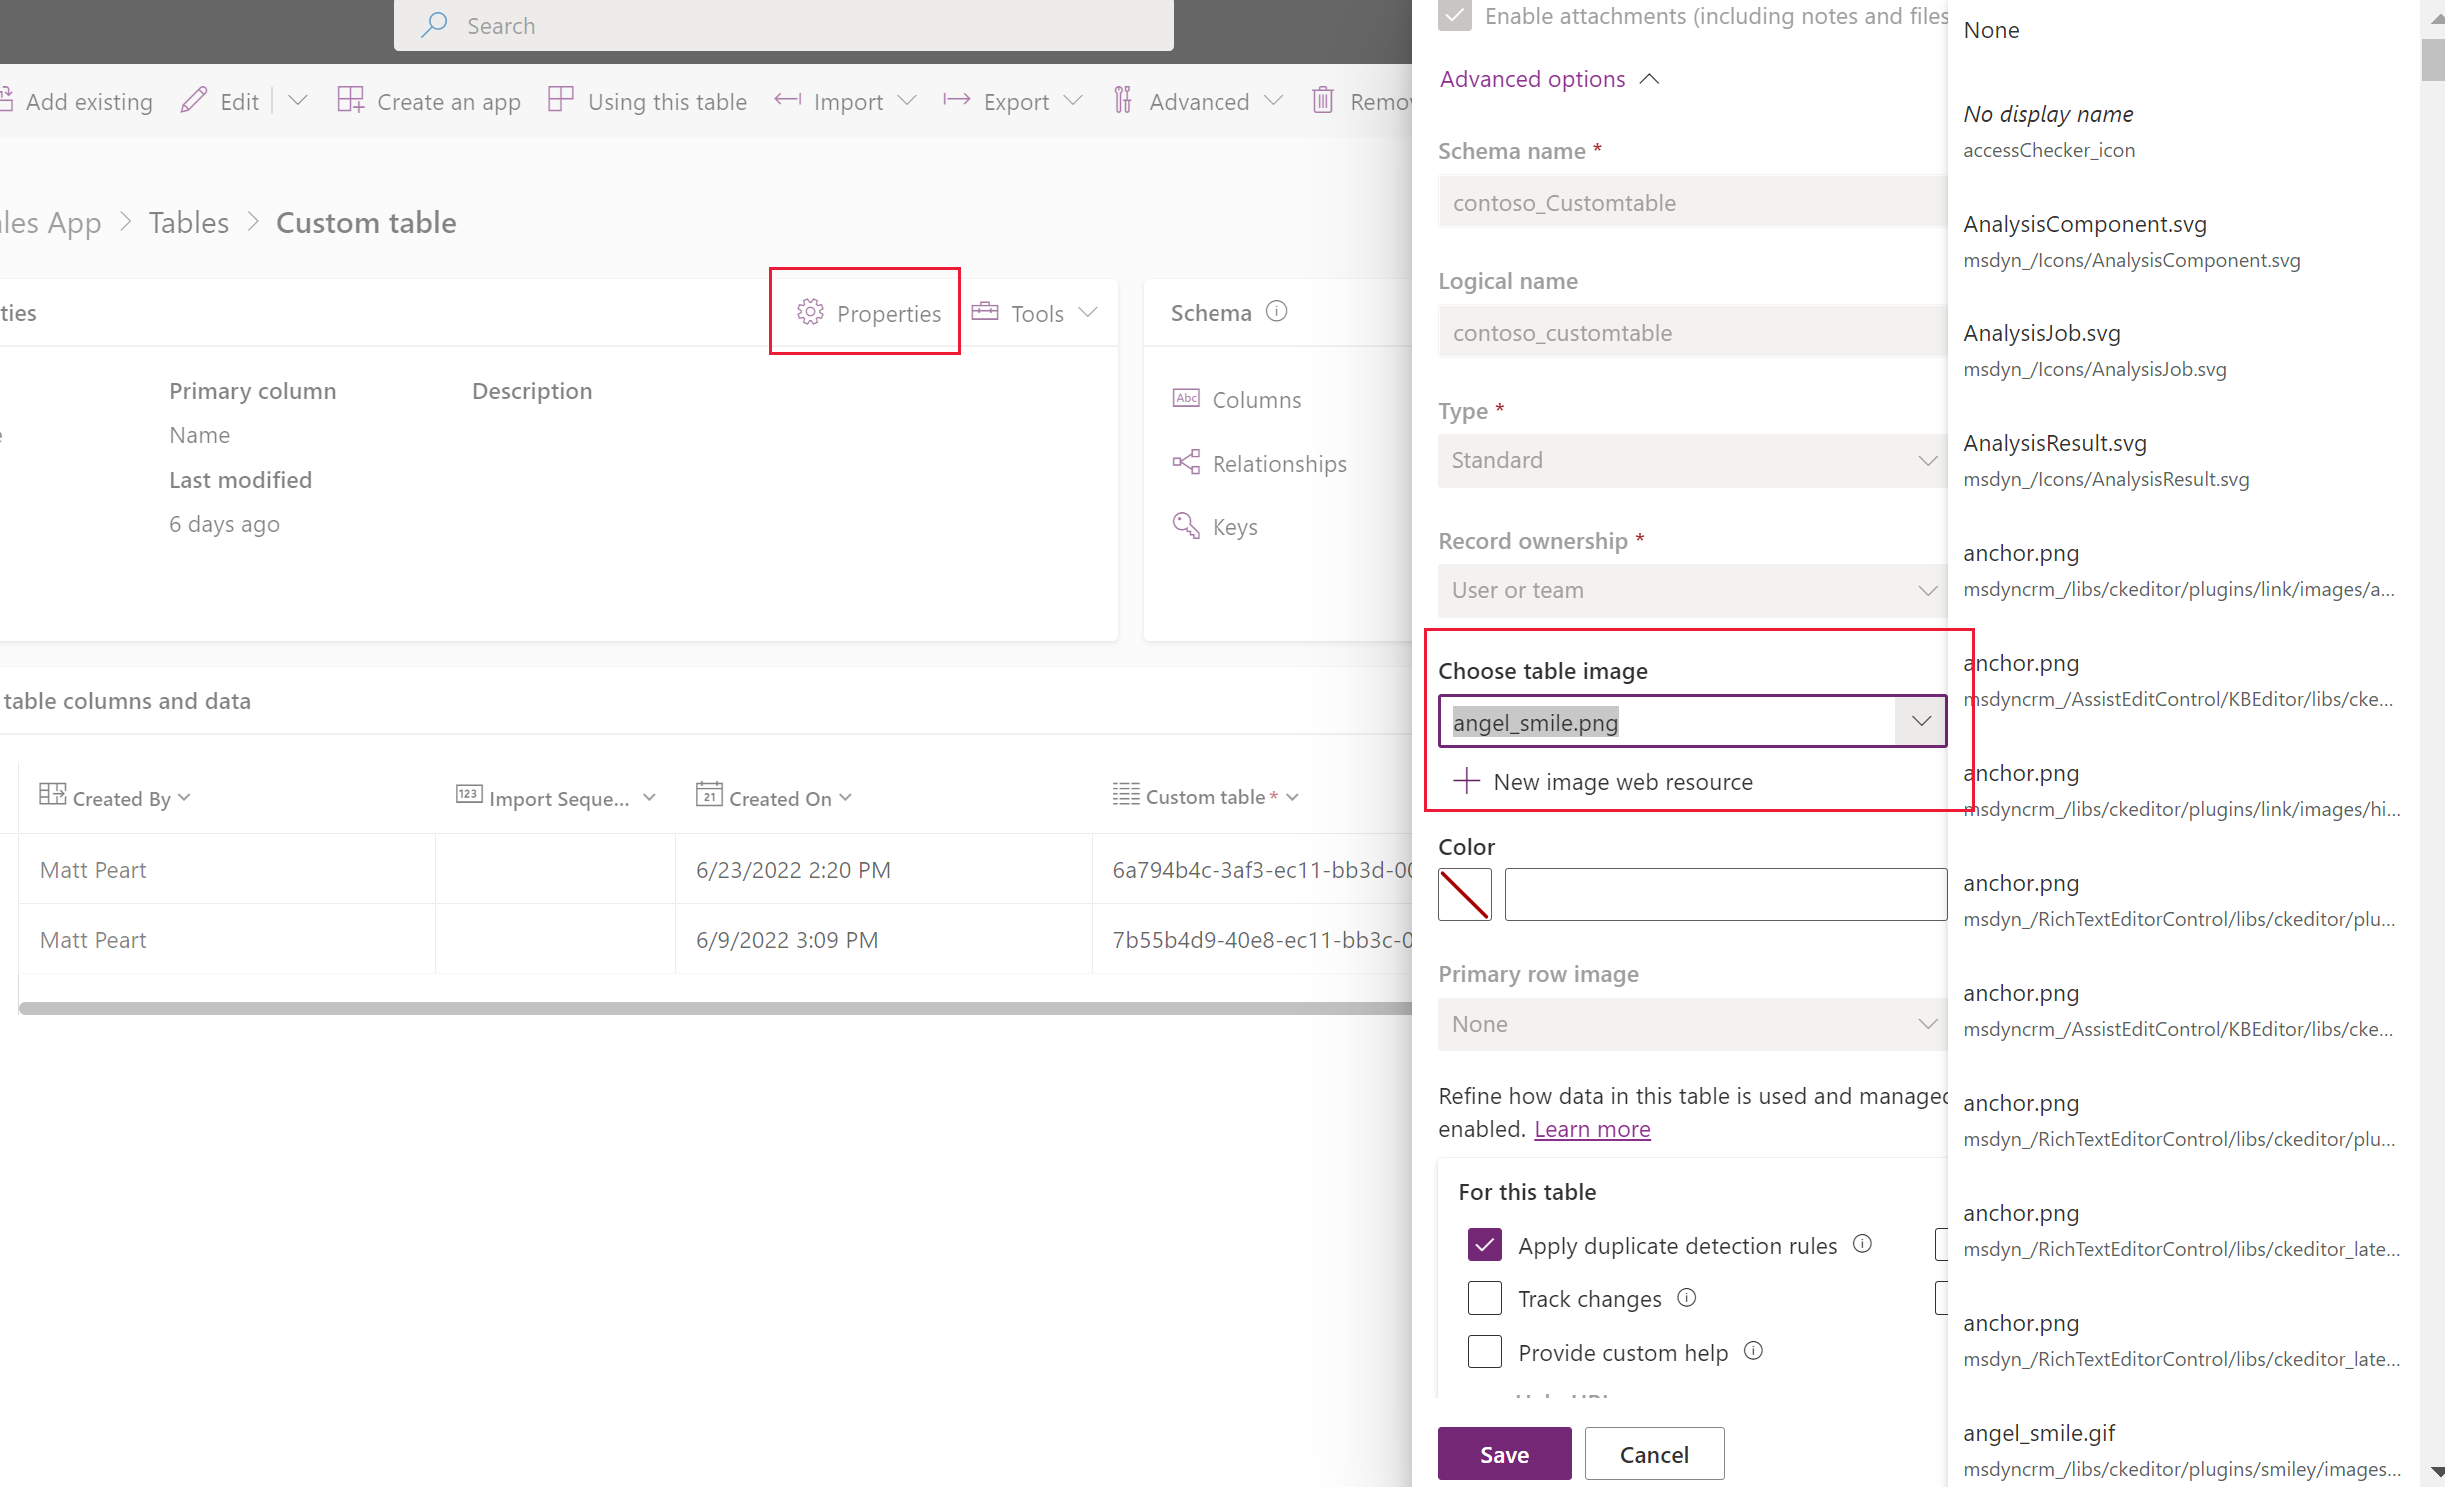 Search
Add existing
Edit
Create an app
Using this table
Import
Export
Advanced
Sales App > Tables > Custom table
Properties
Tools
Schema
Primary column
Description
Name
Last modified
6 days ago
Abc Columns
Relationships
Keys
table columns and data
Created By
123 Import Seque...
21 Created On
Custom table *
Matt Peart
6/23/2022 2:20 PM
6a794b4c-3af3-ec11-bb3d-00
Matt Peart
6/9/2022 3:09 PM
7b55b4d9-40e8-ec11-bb3c-0
Enable attachments (including notes and files
Advanced options
Schema name *
contoso_Customtable
Logical name
contoso_customtable
Type *
Standard
Record ownership *
User or team
Choose table image
angel_smile.png
New image web resource
Color
Primary row image
None
Refine how data in this table is used and managed
enabled. Learn more
For this table
Apply duplicate detection rules
Track changes
Provide custom help
Save
Cancel
None
No display name
accessChecker_icon
AnalysisComponent.svg
msdyn_/Icons/AnalysisComponent.svg
AnalysisJob.svg
msdyn_/Icons/AnalysisJob.svg
AnalysisResult.svg
msdyn_/Icons/AnalysisResult.svg
anchor.png
msdyncrm_/libs/ckeditor/plugins/link/images/a...
anchor.png
msdyncrm_/AssistEditControl/KBEditor/libs/cke...
anchor.png
msdyncrm_/libs/ckeditor/plugins/link/images/hi...
anchor.png
msdyn_/RichTextEditorControl/libs/ckeditor/plu...
anchor.png
msdyncrm_/AssistEditControl/KBEditor/libs/cke...
anchor.png
msdyn_/RichTextEditorControl/libs/ckeditor/plu...
anchor.png
msdyn_/RichTextEditorControl/libs/ckeditor_late...
anchor.png
msdyn_/RichTextEditorControl/libs/ckeditor_late...
angel_smile.gif
msdyncrm_/libs/ckeditor/plugins/smiley/images...